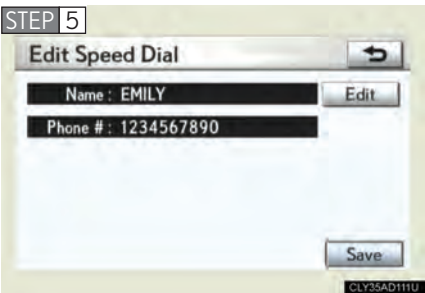 STEP 5
Edit Speed Dial
Name : EMILY Edit
Phone # : 1234567890
Save
CLY35AD111U